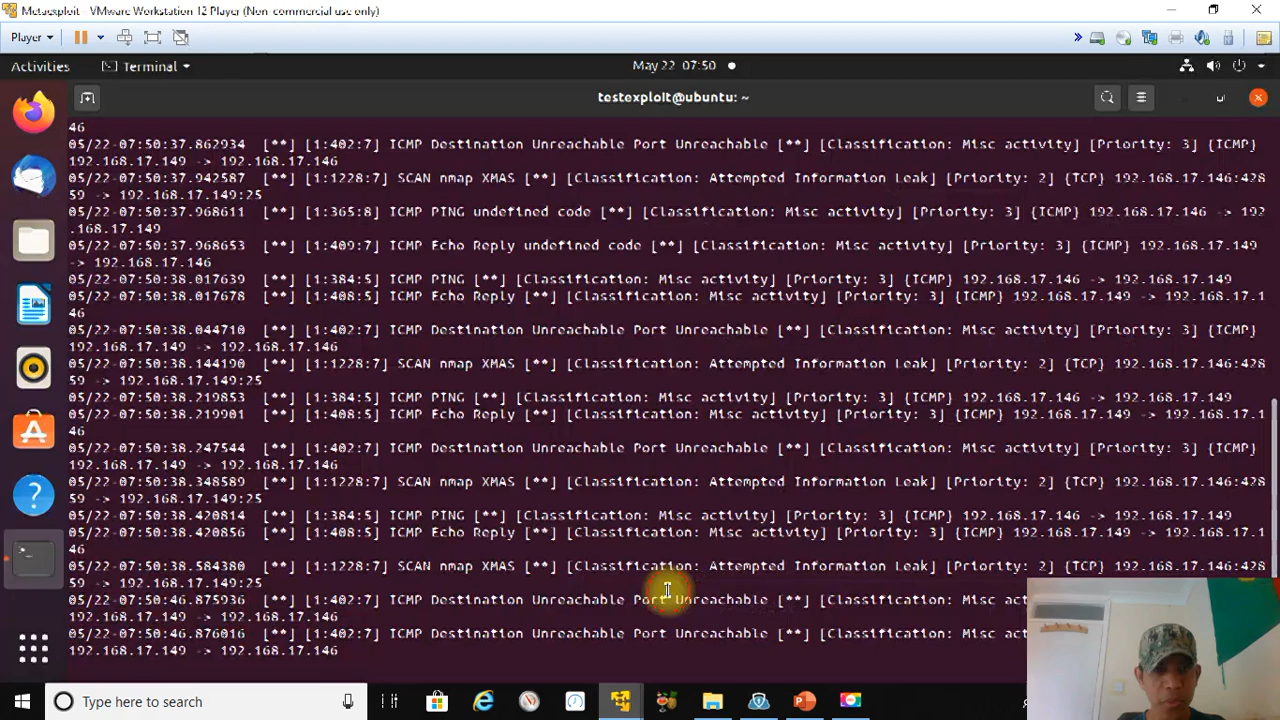 Metaexploit - VMware Workstation 12 Player (Non-commercial use only)
Player
Activities
Terminal
May 22 07:50
testexploit@ubuntu: ~
46
05/22-07:50:37.862934 [**] [1:402:7] ICMP Destination Unreachable Port Unreachable [**] [Classification: Misc activity] [Priority: 3] {ICMP}
192.168.17.149 -> 192.168.17.146
05/22-07:50:37.942587 [**] [1:1228:7] SCAN nmap XMAS [**] [Classification: Attempted Information Leak] [Priority: 2] {TCP} 192.168.17.146:428
59 -> 192.168.17.149:25
05/22-07:50:37.968611 [**] [1:365:8] ICMP PING undefined code [**] [Classification: Misc activity] [Priority: 3] {ICMP} 192.168.17.146 -> 192
.168.17.149
05/22-07:50:37.968653 [**] [1:409:7] ICMP Echo Reply undefined code [**] [Classification: Misc activity] [Priority: 3] {ICMP} 192.168.17.149
-> 192.168.17.146
05/22-07:50:38.017639 [**] [1:384:5] ICMP PING [**] [Classification: Misc activity] [Priority: 3] {ICMP} 192.168.17.146 -> 192.168.17.149
05/22-07:50:38.017678 [**] [1:408:5] ICMP Echo Reply [**] [Classification: Misc activity] [Priority: 3] {ICMP} 192.168.17.149 -> 192.168.17.1
46
05/22-07:50:38.044710 [**] [1:402:7] ICMP Destination Unreachable Port Unreachable [**] [Classification: Misc activity] [Priority: 3] {ICMP}
192.168.17.149 -> 192.168.17.146
05/22-07:50:38.144190 [**] [1:1228:7] SCAN nmap XMAS [**] [Classification: Attempted Information Leak] [Priority: 2] {TCP} 192.168.17.146:428
59 -> 192.168.17.149:25
05/22-07:50:38.219853 [**] [1:384:5] ICMP PING [**] [Classification: Misc activity] [Priority: 3] {ICMP} 192.168.17.146 -> 192.168.17.149
05/22-07:50:38.219901 [**] [1:408:5] ICMP Echo Reply [**] [Classification: Misc activity] [Priority: 3] {ICMP} 192.168.17.149 -> 192.168.17.1
46
05/22-07:50:38.247544 [**] [1:402:7] ICMP Destination Unreachable Port Unreachable [**] [Classification: Misc activity] [Priority: 3] {ICMP}
192.168.17.149 -> 192.168.17.146
05/22-07:50:38.348589 [**] [1:1228:7] SCAN nmap XMAS [**] [Classification: Attempted Information Leak] [Priority: 2] {TCP} 192.168.17.146:428
59 -> 192.168.17.149:25
05/22-07:50:38.420814 [**] [1:384:5] ICMP PING [**] [Classification: Misc activity] [Priority: 3] {ICMP} 192.168.17.146 -> 192.168.17.149
05/22-07:50:38.420856 [**] [1:408:5] ICMP Echo Reply [**] [Classification: Misc activity] [Priority: 3] {ICMP} 192.168.17.149 -> 192.168.17.1
46
05/22-07:50:38.584380 [**] [1:1228:7] SCAN nmap XMAS [**] [Classification: Attempted Information Leak] [Priority: 2] {TCP} 192.168.17.146:428
59 -> 192.168.17.149:25
05/22-07:50:46.875936 [**] [1:402:7] ICMP Destination Unreachable Port Unreachable [**] [Classification: Misc act
192.168.17.149 -> 192.168.17.146
05/22-07:50:46.876016 [**] [1:402:7] ICMP Destination Unreachable Port Unreachable [**] [Classification: Misc act
192.168.17.149 -> 192.168.17.146
Type here to search